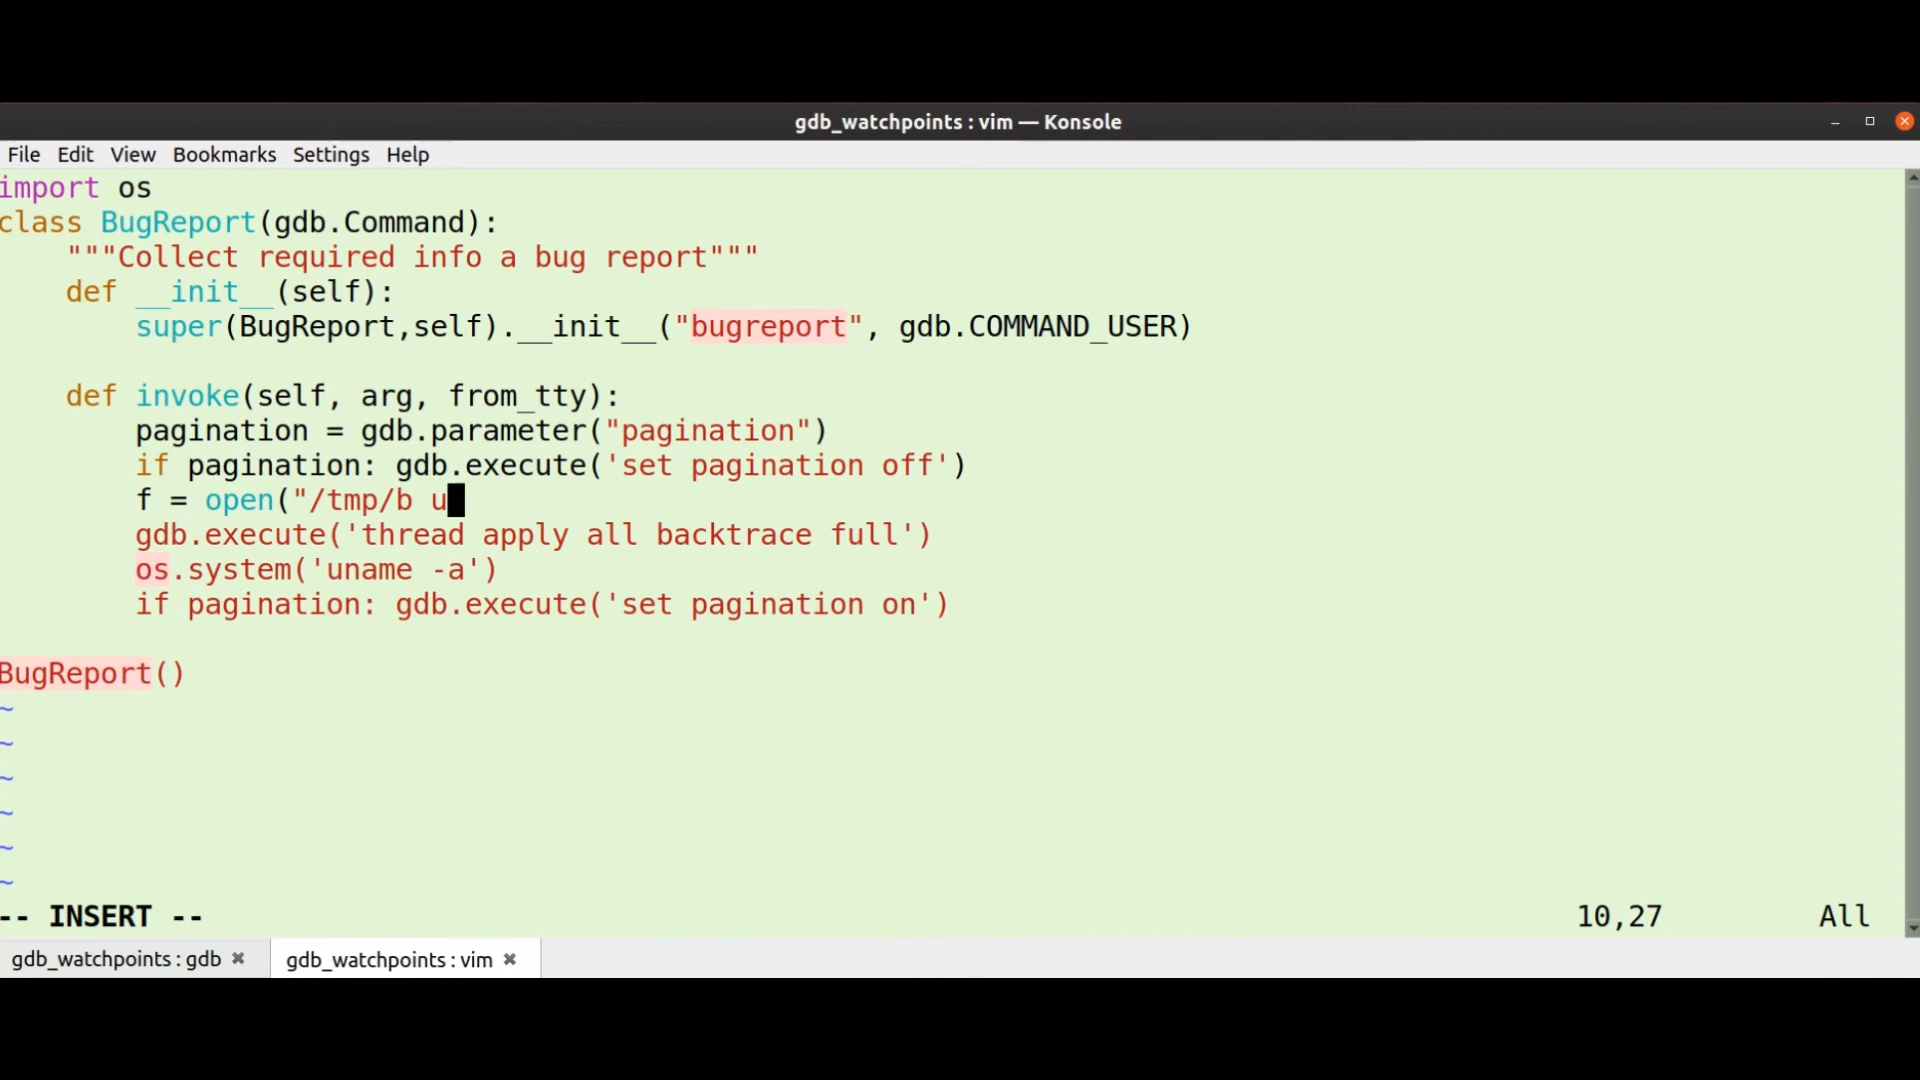 gdb_watchpoints : vim — Konsole
File Edit View Bookmarks Settings Help
import os
class BugReport(gdb.Command):
    """Collect required info a bug report"""
    def __init__(self):
        super(BugReport,self).__init__("bugreport", gdb.COMMAND_USER)
    def invoke(self, arg, from_tty):
        pagination = gdb.parameter("pagination")
        if pagination: gdb.execute('set pagination off')
        f = open("/tmp/b u
        gdb.execute('thread apply all backtrace full')
        os.system('uname -a')
        if pagination: gdb.execute('set pagination on')
BugReport()
~
~
~
~
~
~
-- INSERT -- 10,27 All
gdb_watchpoints : gdb gdb_watchpoints : vim